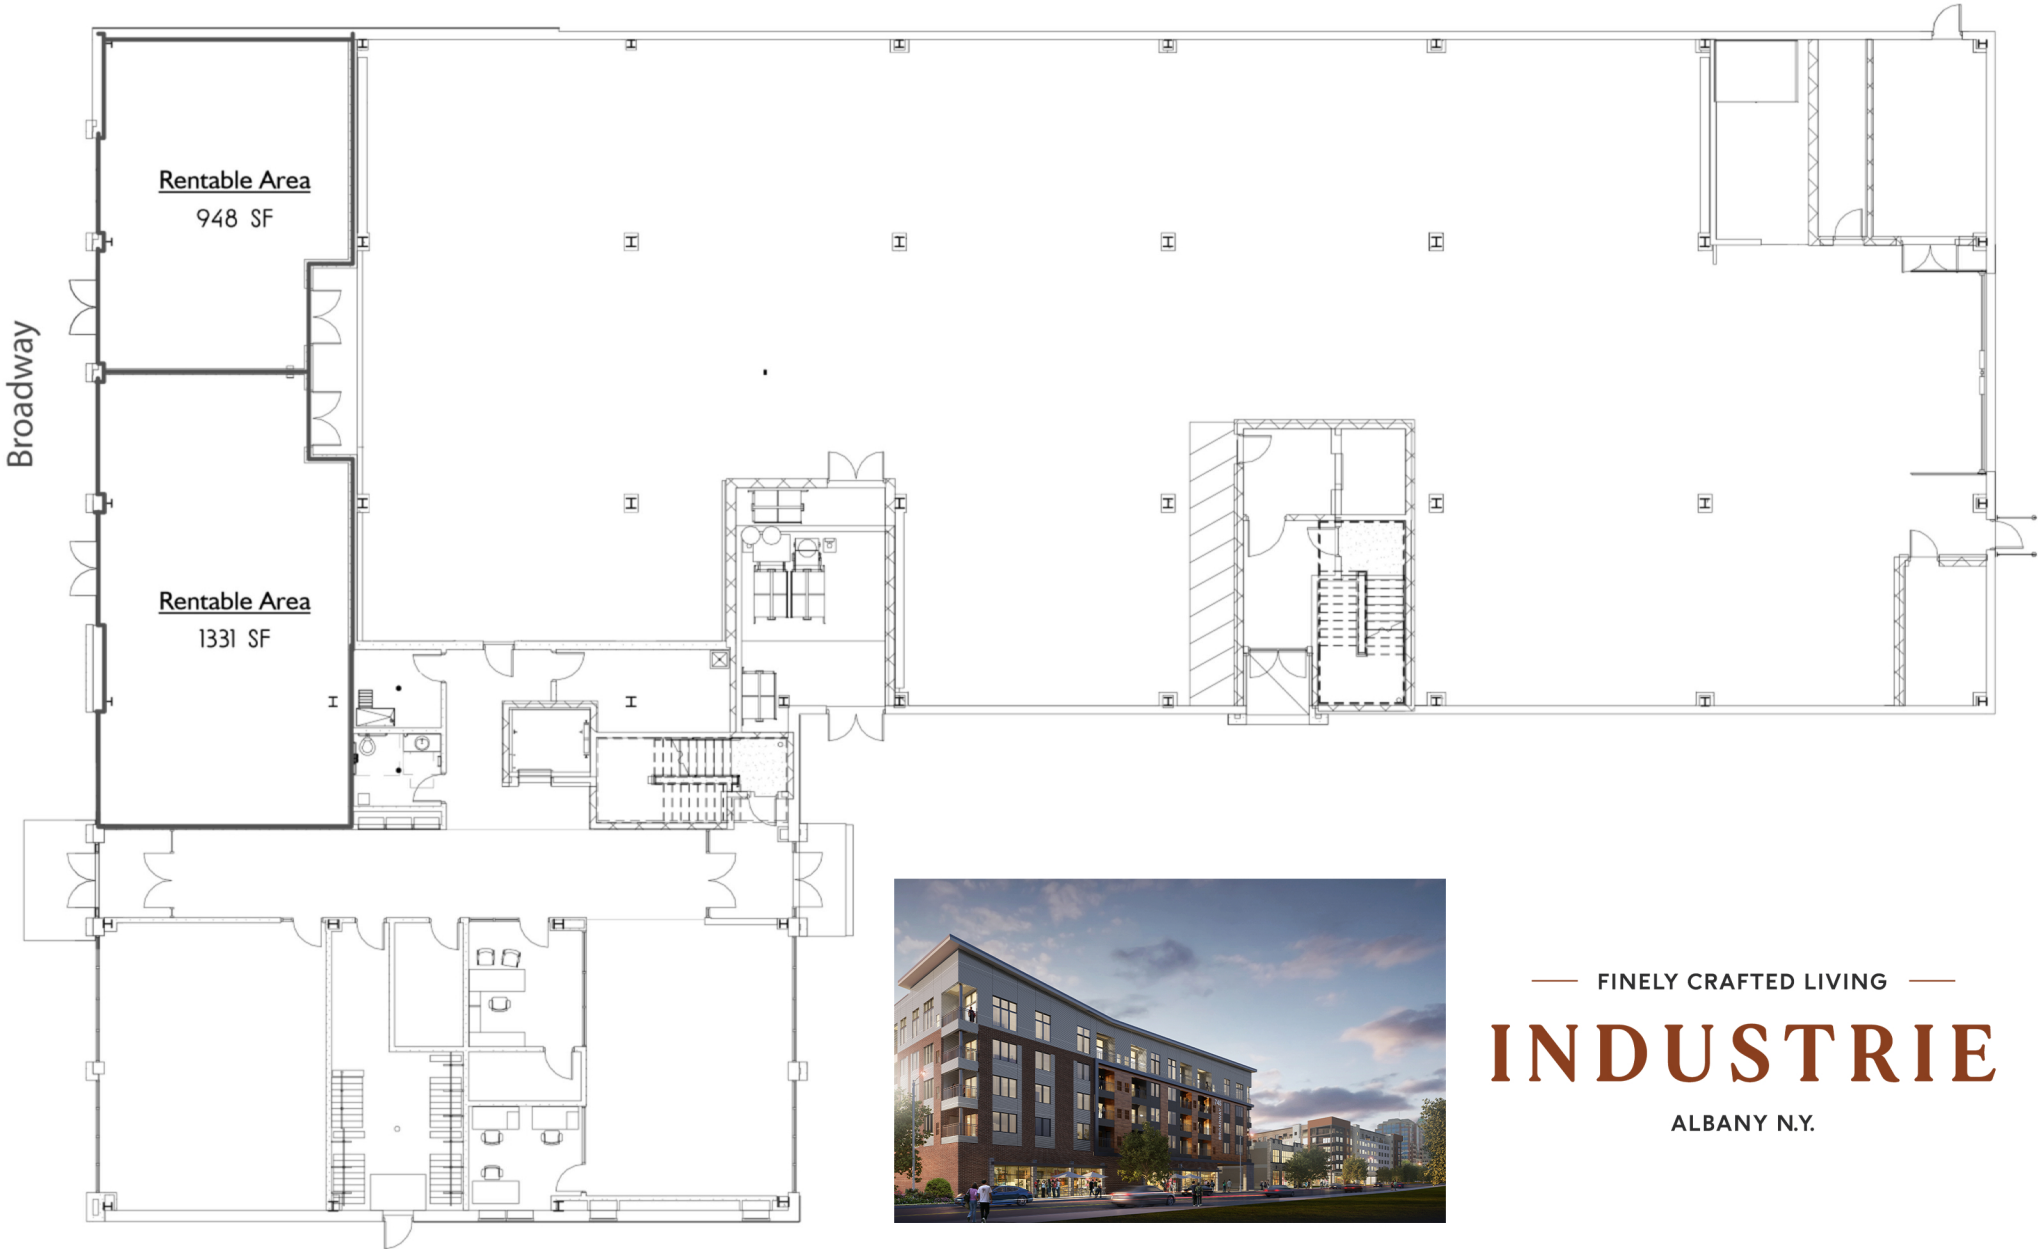 Rentable Area
948 SF
Broadway
Rentable Area
1331 SF
FINELY CRAFTED LIVING
INDUSTRIE
ALBANY N.Y.